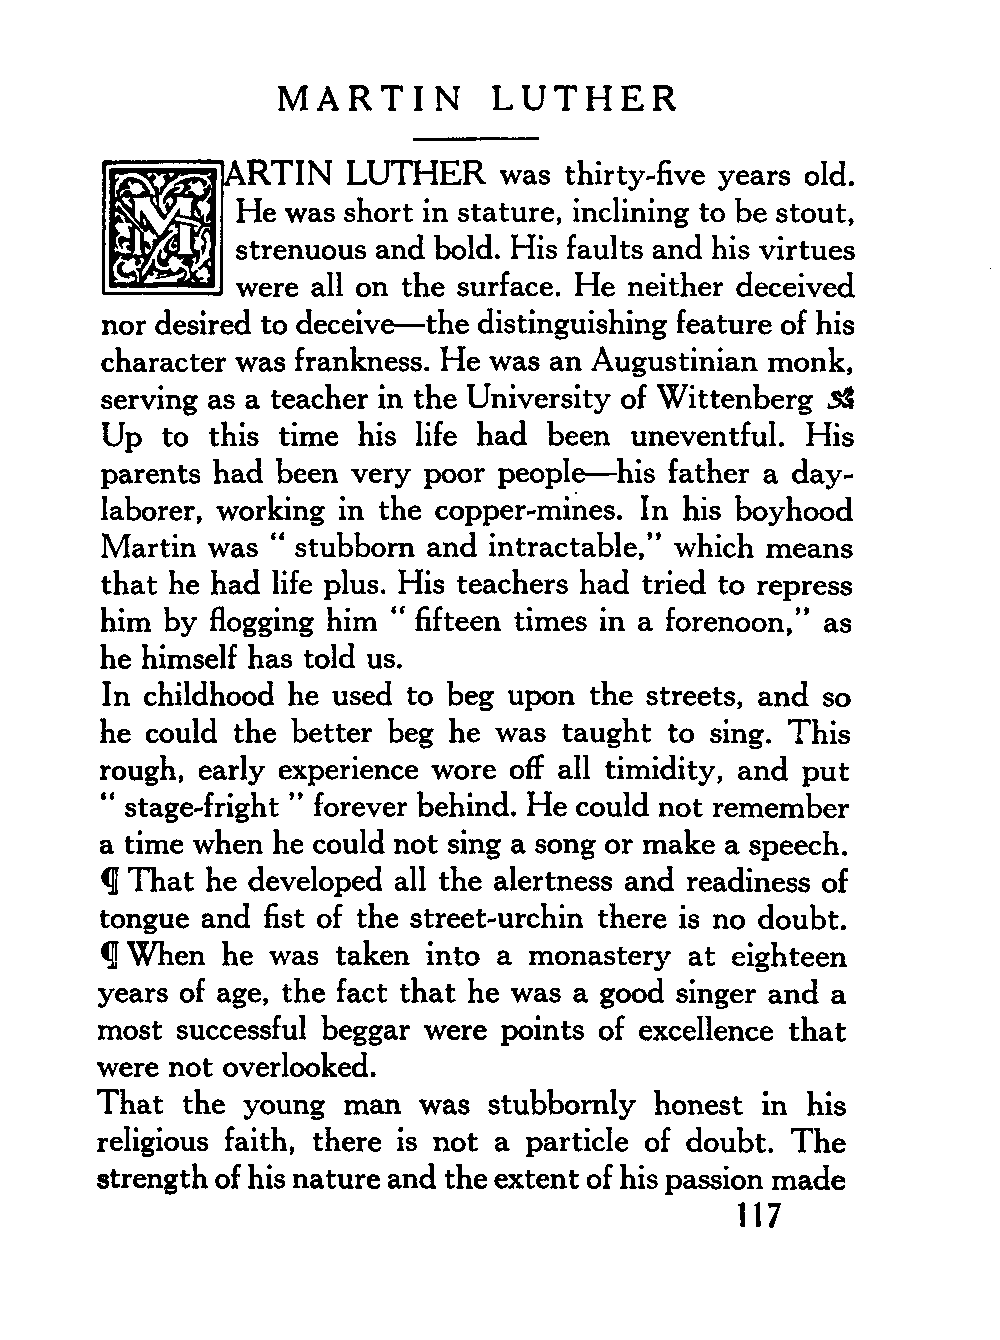 MARTIN LUTHER
MARTIN LUTHER was thirty-five years old.
He was short in stature, inclining to be stout,
strenuous and bold. His faults and his virtues
were all on the surface. He neither deceived
nor desired to deceive—the distinguishing feature of his
character was frankness. He was an Augustinian monk,
serving as a teacher in the University of Wittenberg
Up to this time his life had been uneventful. His
parents had been very poor people—his father a day-
laborer, working in the copper-mines. In his boyhood
Martin was “ stubborn and intractable,” which means
that he had life plus. His teachers had tried to repress
him by flogging him “ fifteen times in a forenoon,” as
he himself has told us.
In childhood he used to beg upon the streets, and so
he could the better beg he was taught to sing. This
rough, early experience wore off all timidity, and put
“ stage-fright ” forever behind. He could not remember
a time when he could not sing a song or make a speech.
¶ That he developed all the alertness and readiness of
tongue and fist of the street-urchin there is no doubt.
¶ When he was taken into a monastery at eighteen
years of age, the fact that he was a good singer and a
most successful beggar were points of excellence that
were not overlooked.
That the young man was stubbornly honest in his
religious faith, there is not a particle of doubt. The
strength of his nature and the extent of his passion made
117